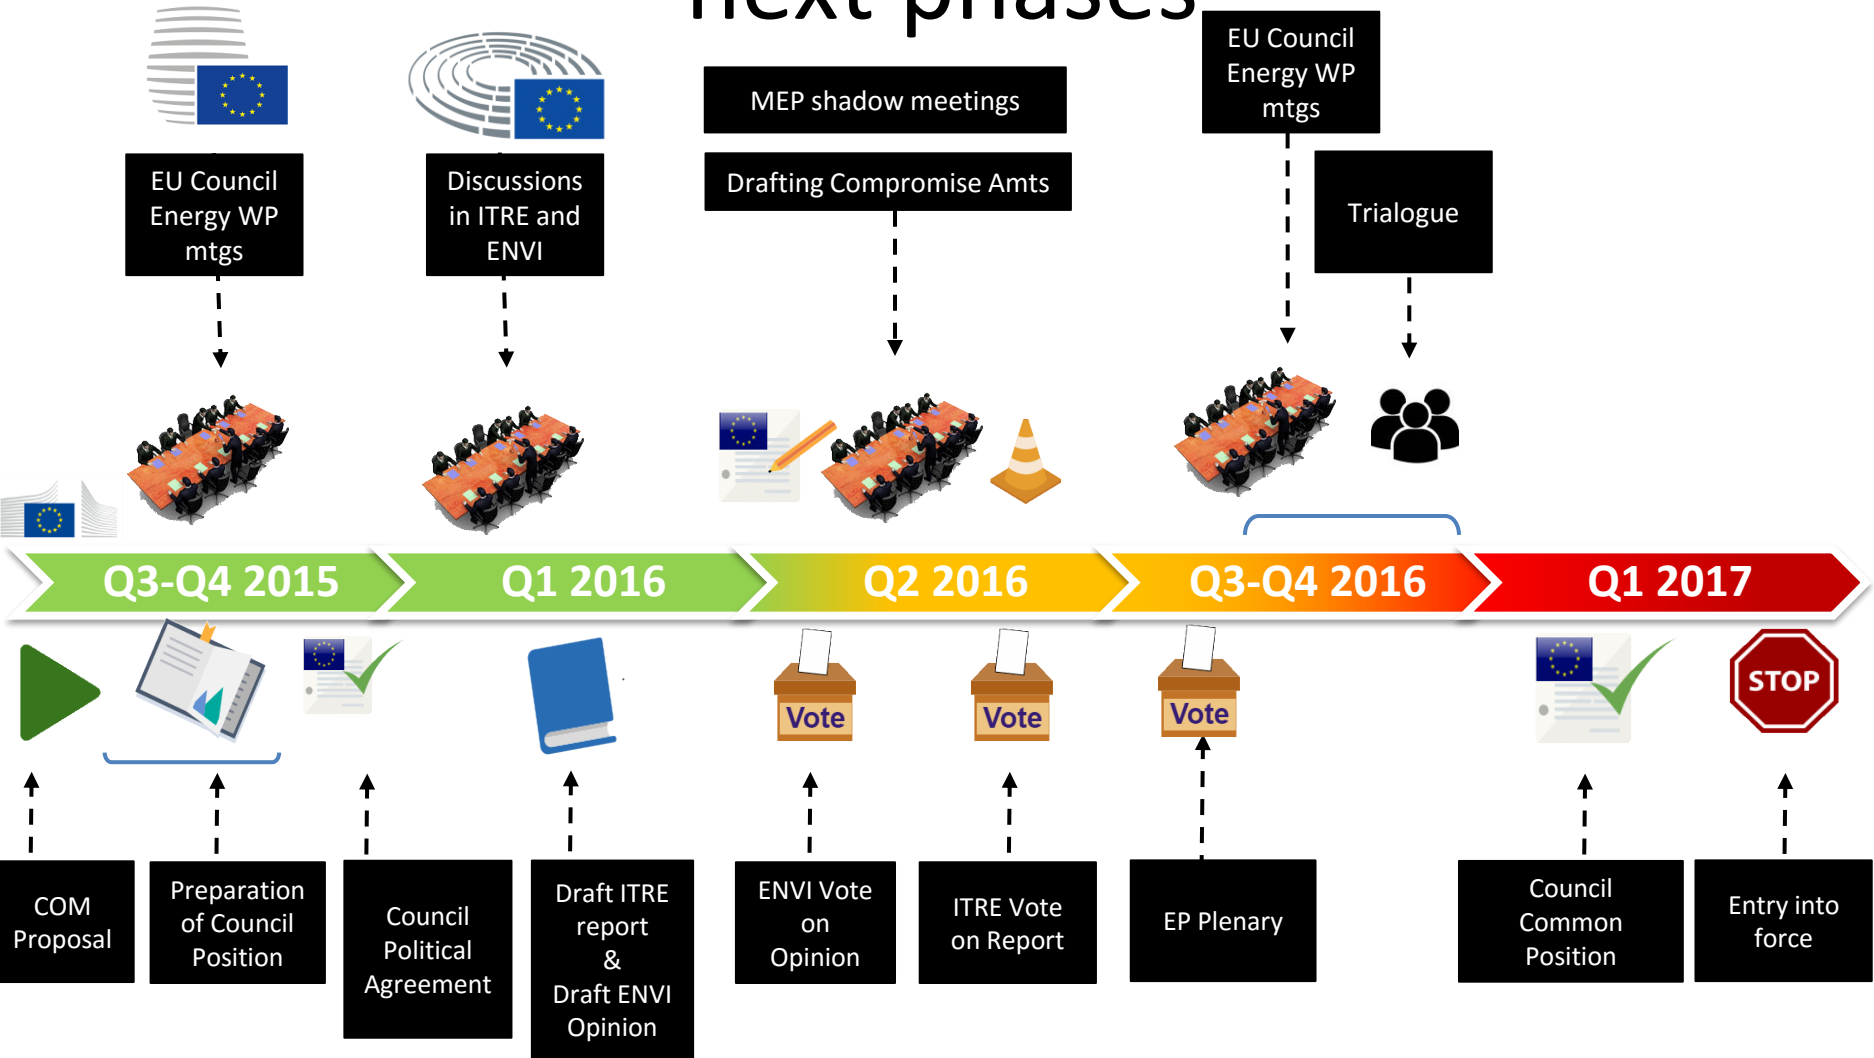 next phases
EU Council
Energy WP
mtgs
Discussions
in ITRE and
ENVI
MEP shadow meetings
Drafting Compromise Amts
EU Council
Energy WP
mtgs
Trialogue
Q3-Q4 2015
Q1 2016
Q2 2016
Q3-Q4 2016
Q1 2017
Vote
Vote
Vote
STOP
COM
Proposal
Preparation
of Council
Position
Council
Political
Agreement
Draft ITRE
report
&
Draft ENVI
Opinion
ENVI Vote
on
Opinion
ITRE Vote
on Report
EP Plenary
Council
Common
Position
Entry into
force